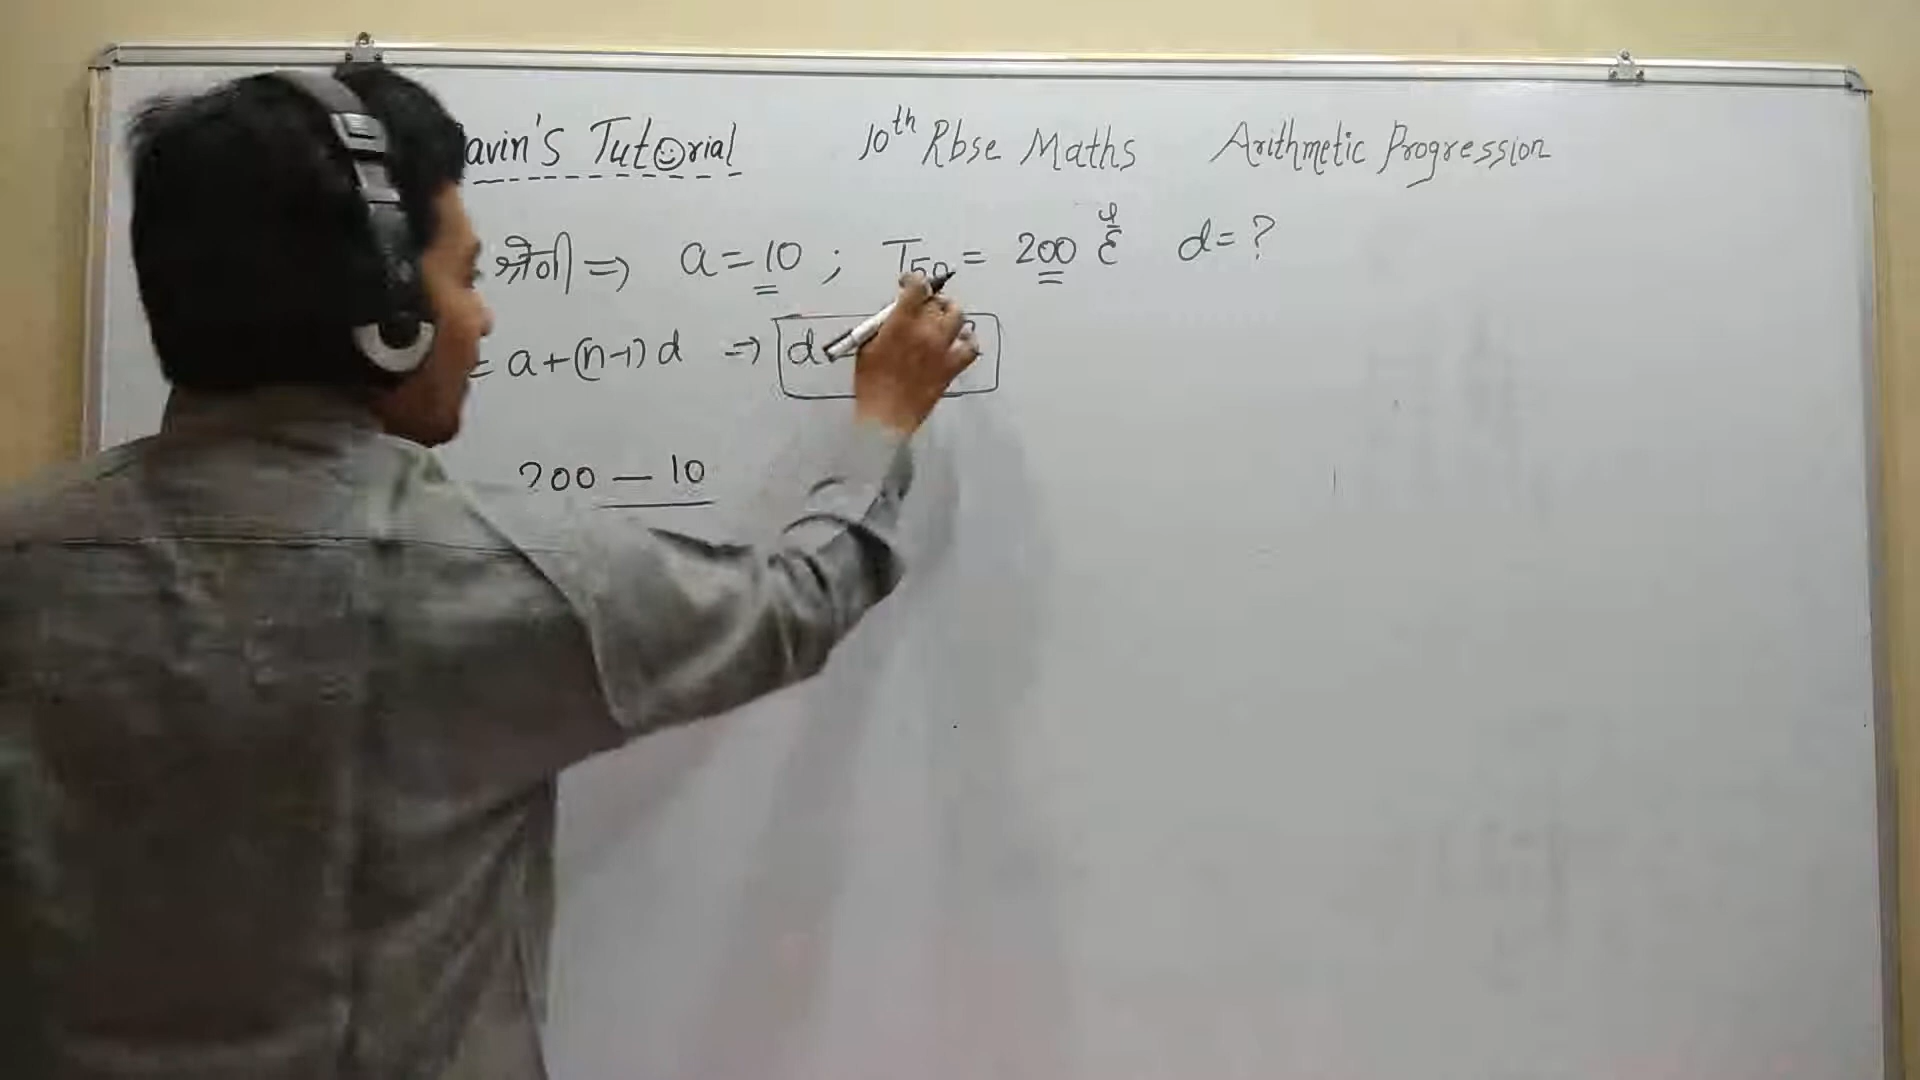 avin's Tutorial 10th Rbse Maths Arithmetic Progression
श्रेणी ⇒ a = 10 ; T50 = 200 है d = ?
= a + (n-1) d ⇒ d
200 — 10